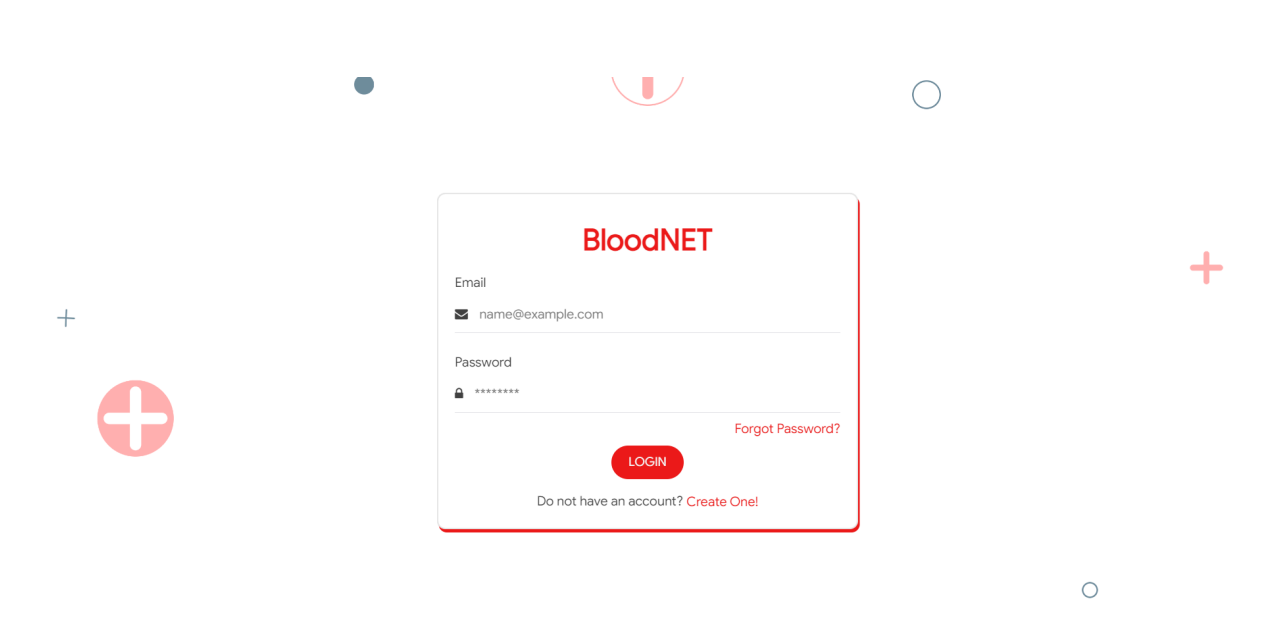 BloodNET
Email
name@example.com
Password
********
Forgot Password?
LOGIN
Do not have an account? Create One!